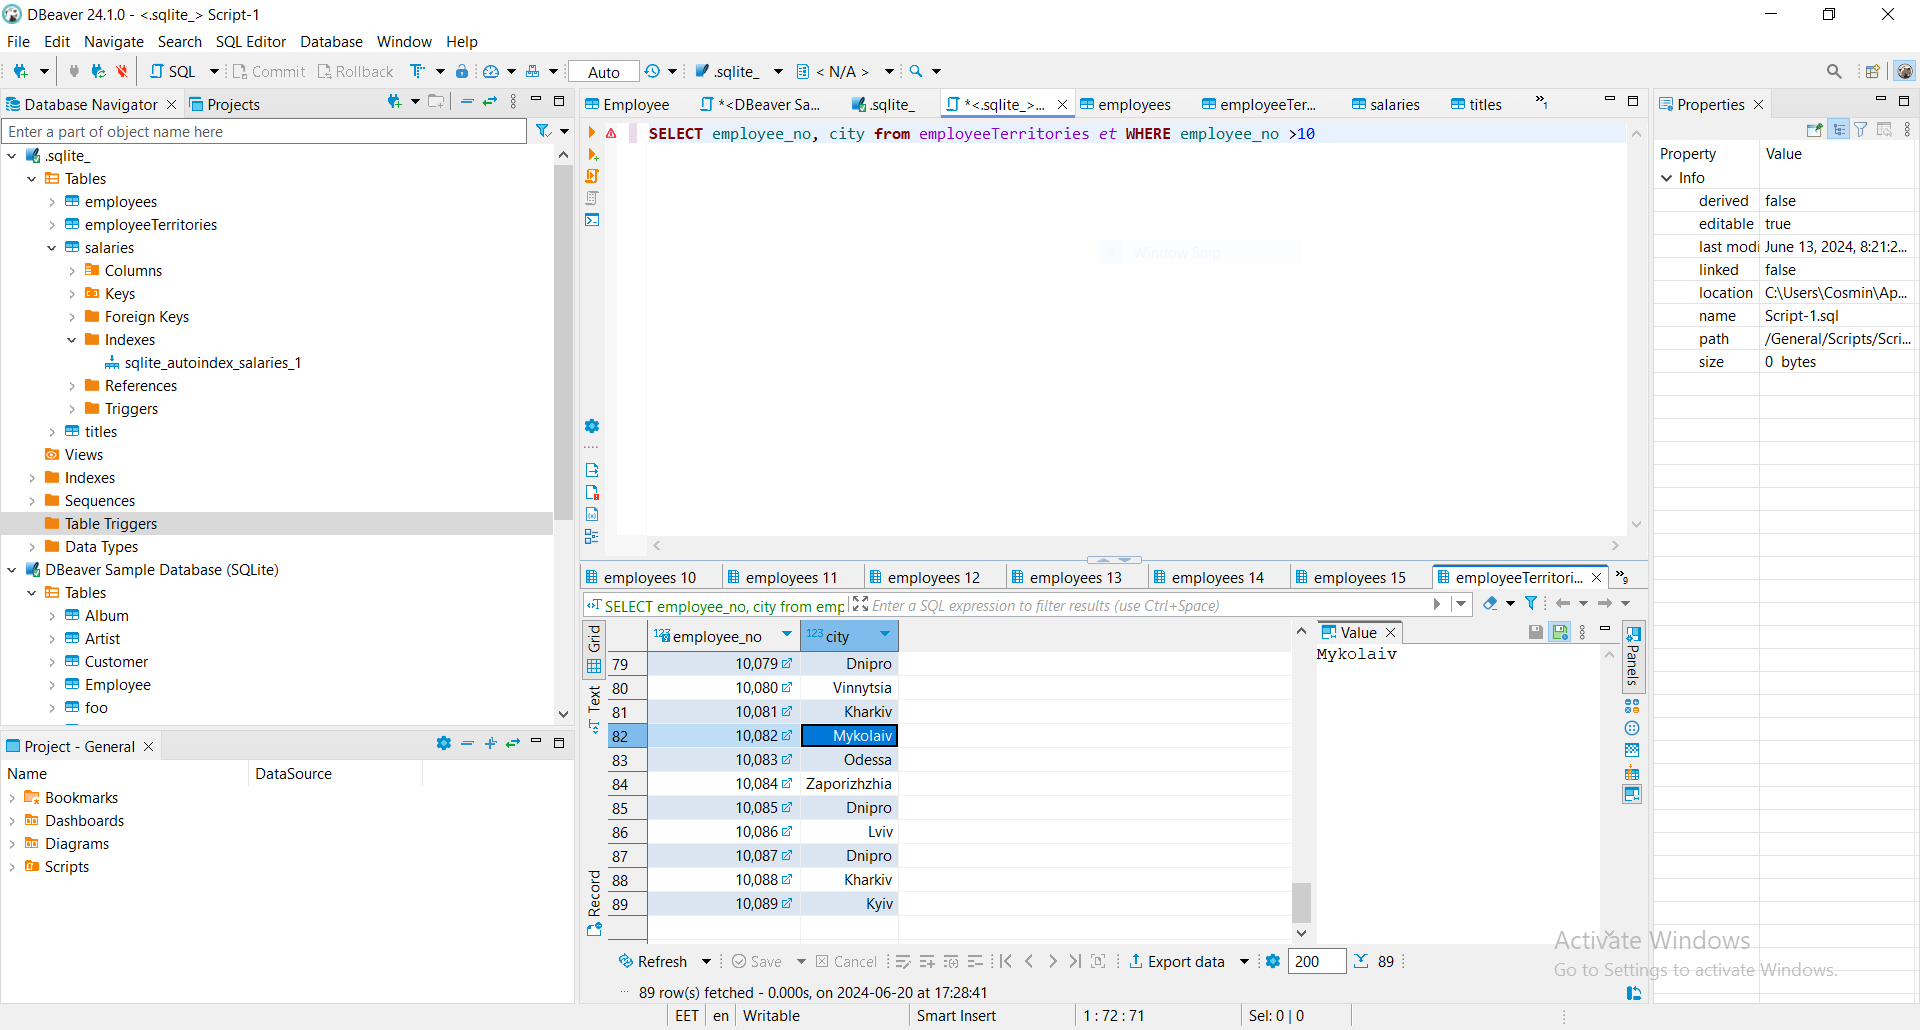 DBeaver 24.1.0 - <.sqlite_> Script-1
File Edit Navigate Search SQL Editor Database Window Help
SQL Commit Rollback Auto .sqlite_ < N/A >
Database Navigator Projects
Enter a part of object name here
.sqlite_
Tables
employees
employeeTerritories
salaries
Columns
Keys
Foreign Keys
Indexes
sqlite_autoindex_salaries_1
References
Triggers
titles
Views
Indexes
Sequences
Table Triggers
Data Types
DBeaver Sample Database (SQLite)
Tables
Album
Artist
Customer
Employee
foo
Project - General
Name DataSource
Bookmarks
Dashboards
Diagrams
Scripts
Employee *<DBeaver Sa... .sqlite_ *<.sqlite_>... employees employeeTer... salaries titles »1
SELECT employee_no, city from employeeTerritories et WHERE employee_no >10
Window Snip
employees 10 employees 11 employees 12 employees 13 employees 14 employees 15 employeeTerritori... »9
SELECT employee_no, city from emp Enter a SQL expression to filter results (use Ctrl+Space)
Grid
Text
Record
123 employee_no 123 city
79 10,079 Dnipro
80 10,080 Vinnytsia
81 10,081 Kharkiv
82 10,082 Mykolaiv
83 10,083 Odessa
84 10,084 Zaporizhzhia
85 10,085 Dnipro
86 10,086 Lviv
87 10,087 Dnipro
88 10,088 Kharkiv
89 10,089 Kyiv
Value
Mykolaiv
Panels
Refresh Save Cancel Export data 200 89
89 row(s) fetched - 0.000s, on 2024-06-20 at 17:28:41
Properties
Property Value
Info
derived false
editable true
last modi June 13, 2024, 8:21:2...
linked false
location C:\Users\Cosmin\Ap...
name Script-1.sql
path /General/Scripts/Scri...
size 0 bytes
Activate Windows
Go to Settings to activate Windows.
EET en Writable Smart Insert 1 : 72 : 71 Sel: 0 | 0